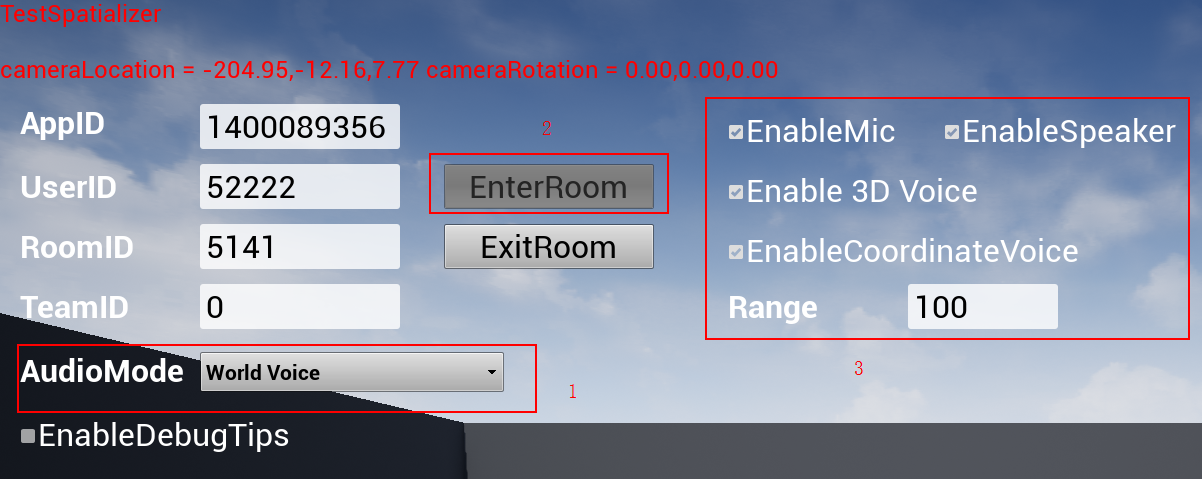 TestSpatializer
cameraLocation = -204.95,-12.16,7.77 cameraRotation = 0.00,0.00,0.00
AppID 1400089356 2 EnableMic EnableSpeaker
UserID 52222 EnterRoom Enable 3D Voice
RoomID 5141 ExitRoom EnableCoordinateVoice
TeamID 0 Range 100
AudioMode World Voice 1 3
EnableDebugTips